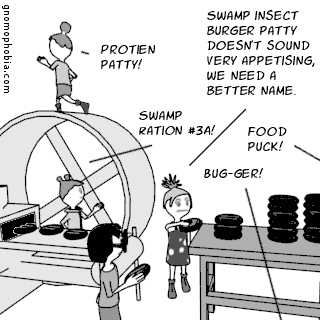 gnomophobia.com
SWAMP INSECT
BURGER PATTY
DOESN'T SOUND
VERY APPETISING,
WE NEED A
BETTER NAME.
PROTIEN
PATTY!
SWAMP
RATION #3A!
FOOD
PUCK!
BUG-GER!